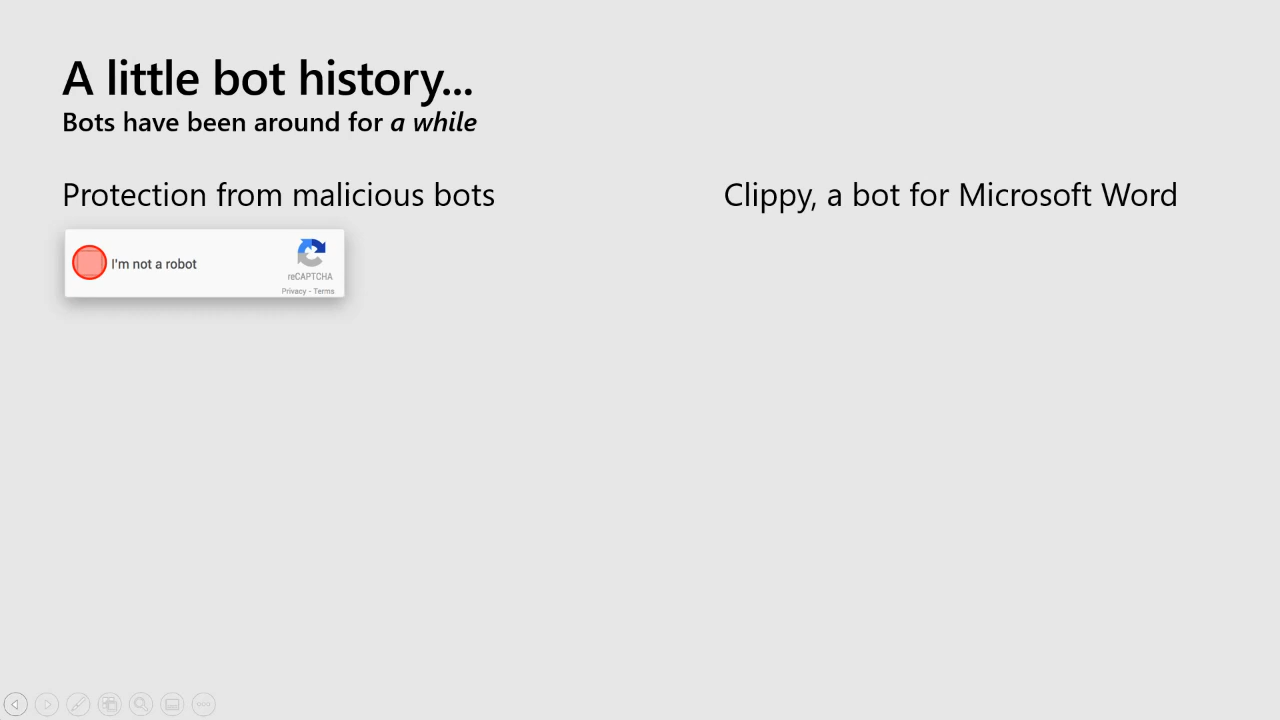 A little bot history...
Bots have been around for a while
Protection from malicious bots
I'm not a robot
reCAPTCHA
Privacy - Terms
Clippy, a bot for Microsoft Word